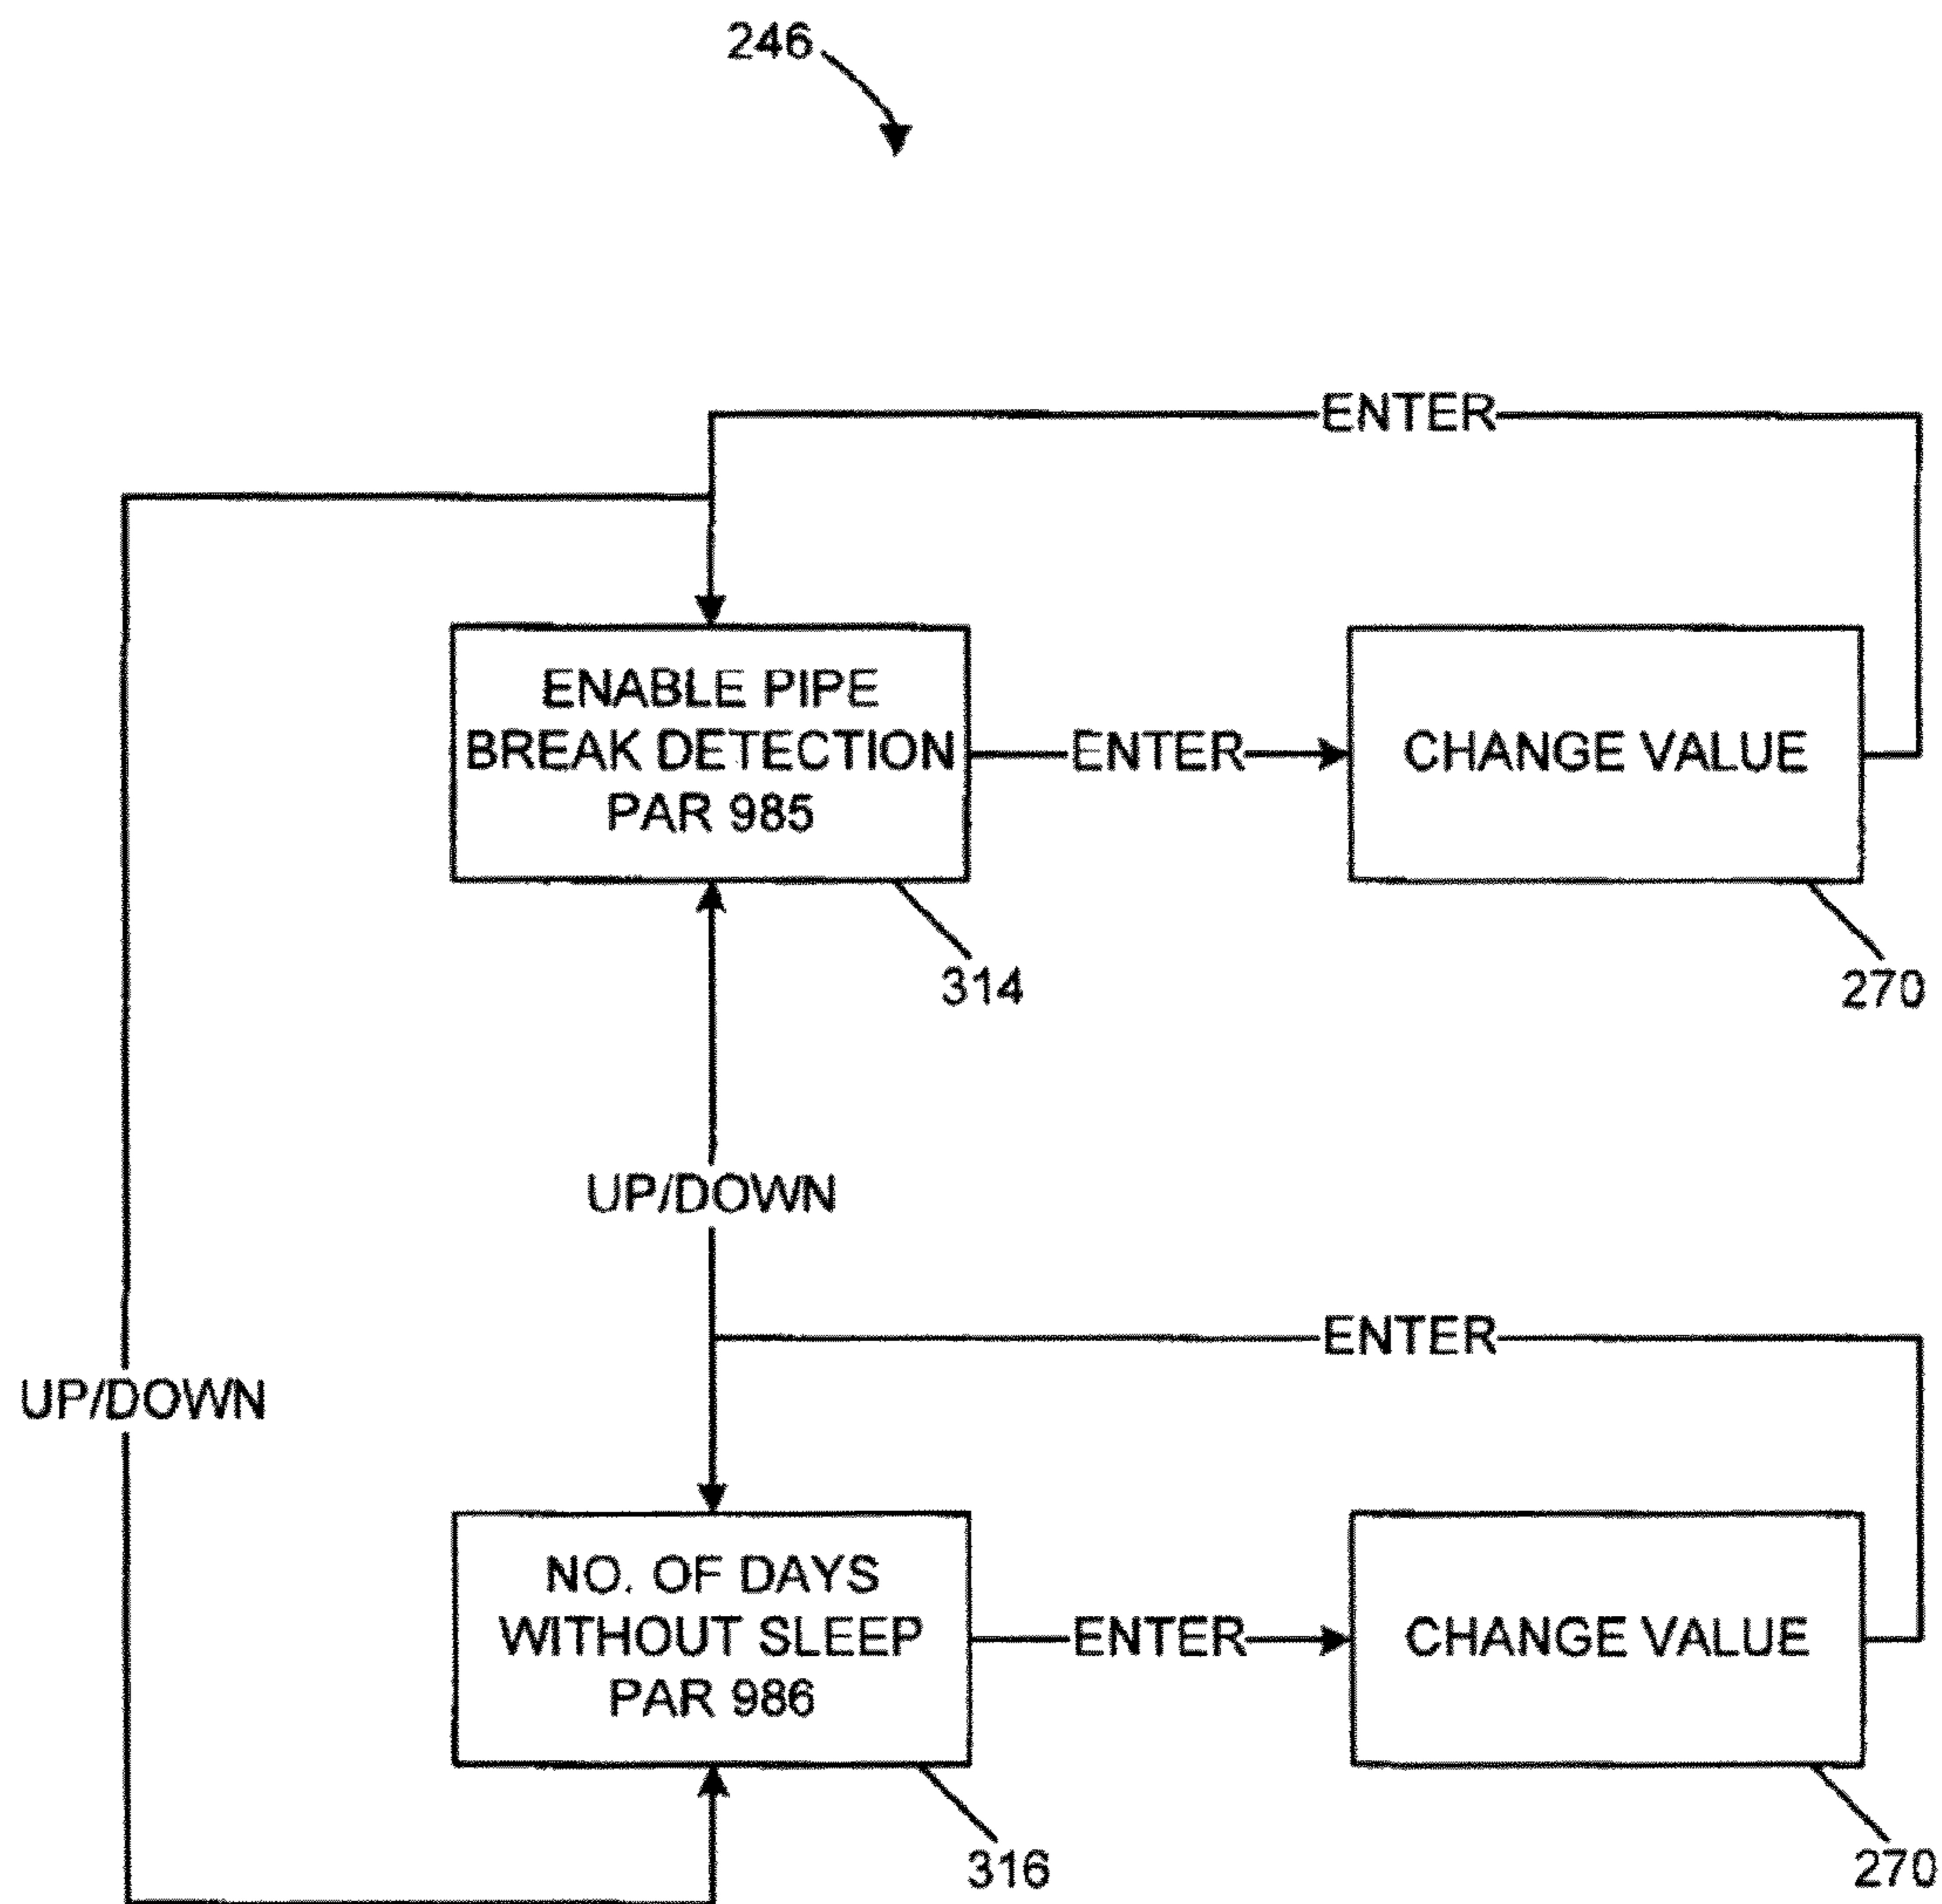 246
ENTER
ENABLE PIPE
BREAK DETECTION
PAR 985
ENTER
CHANGE VALUE
314
270
UP/DOWN
ENTER
UP/DOWN
NO. OF DAYS
WITHOUT SLEEP
PAR 986
ENTER
CHANGE VALUE
316
270